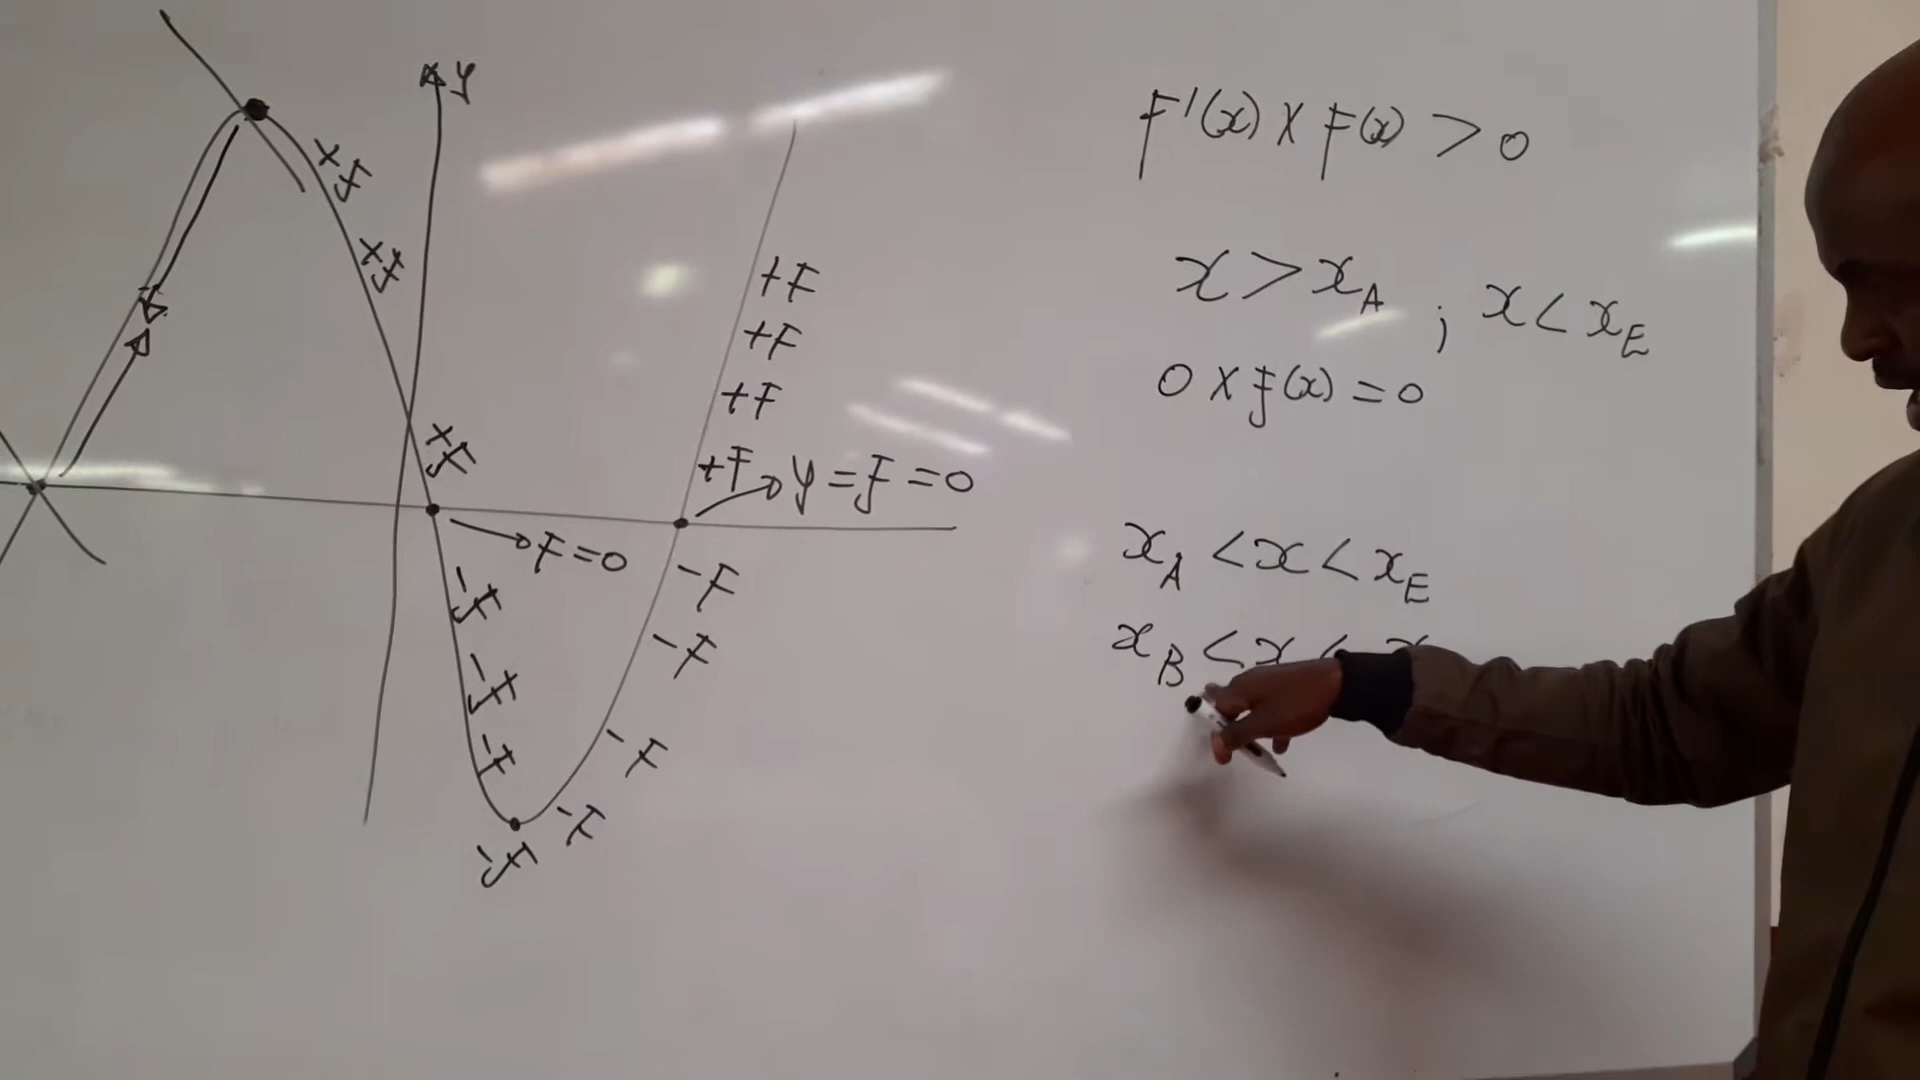 y
+F
+F
+F
F=0
-F
-F
-F
-F
-F
-F
-F
-F
+F
+F
+F
+F
y=F=0
F'(x) X F(x) > 0
x > x_A ; x < x_E
0 X F(x) = 0
x_A < x < x_E
x_B < x < x